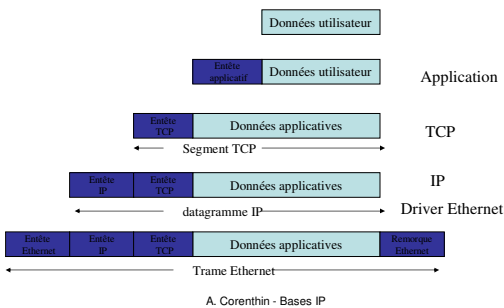 Données utilisateur
Entête
applicatif
Données utilisateur
Application
Entête
TCP
Données applicatives
TCP
Segment TCP
Entête
IP
Entête
TCP
Données applicatives
IP
datagramme IP
Driver Ethernet
Entête
Ethernet
Entête
IP
Entête
TCP
Données applicatives
Remorque
Ethernet
Trame Ethernet
A. Corenthin - Bases IP